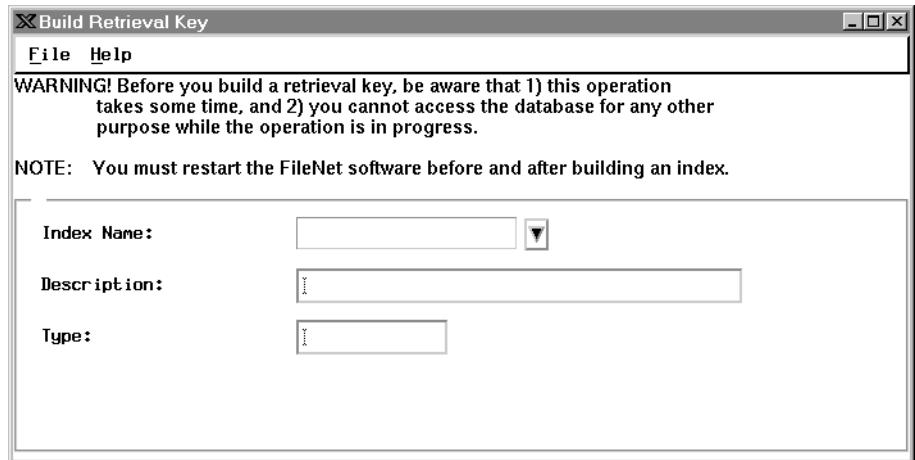 Build Retrieval Key
File Help
WARNING! Before you build a retrieval key, be aware that 1) this operation
takes some time, and 2) you cannot access the database for any other
purpose while the operation is in progress.
NOTE: You must restart the FileNet software before and after building an index.
Index Name:
Description:
Type: